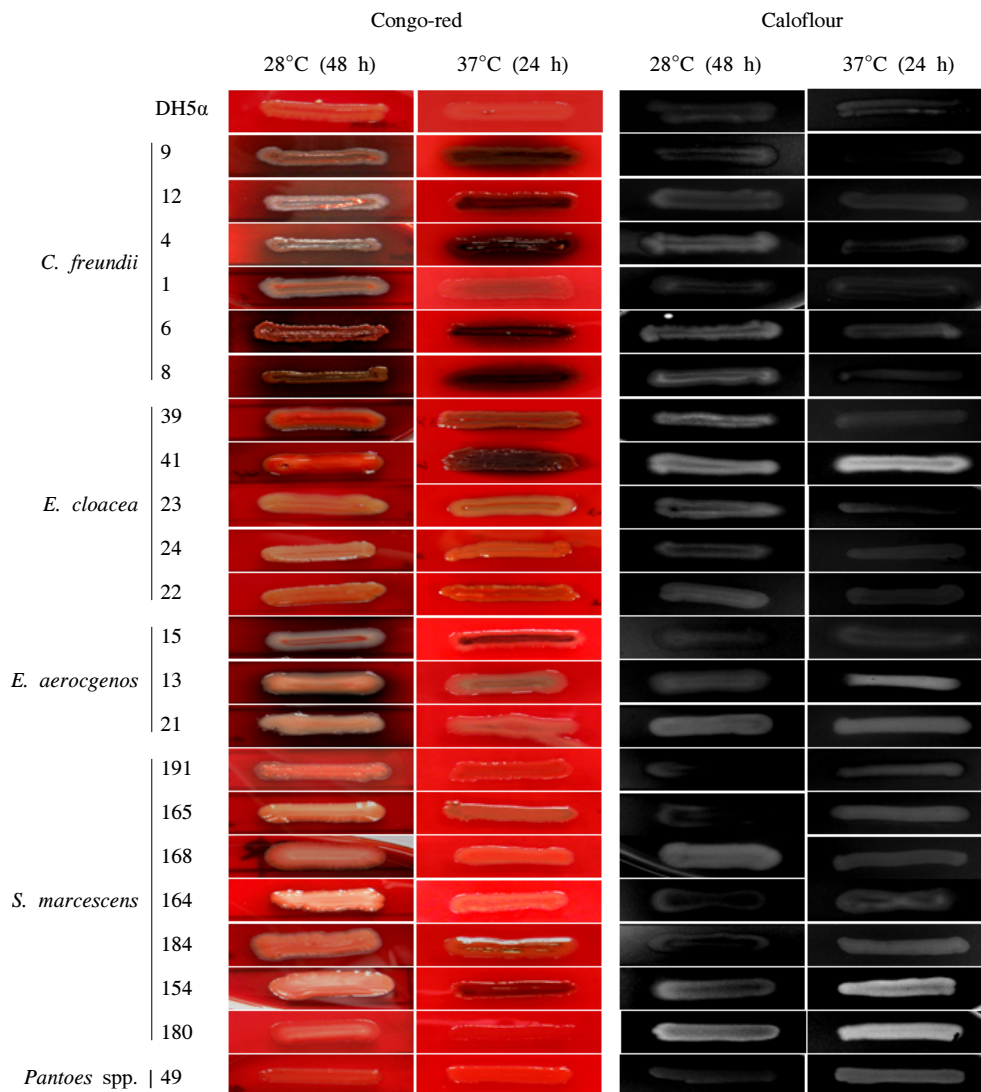 Congo-red Caloflour
28°C (48 h) 37°C (24 h) 28°C (48 h) 37°C (24 h)
DH5α
9
12
4
C. freundii
1
6
8
39
41
E. cloacea 23
24
22
15
E. aerocgenos 13
21
191
165
168
S. marcescens 164
184
154
180
Pantoes spp. | 49